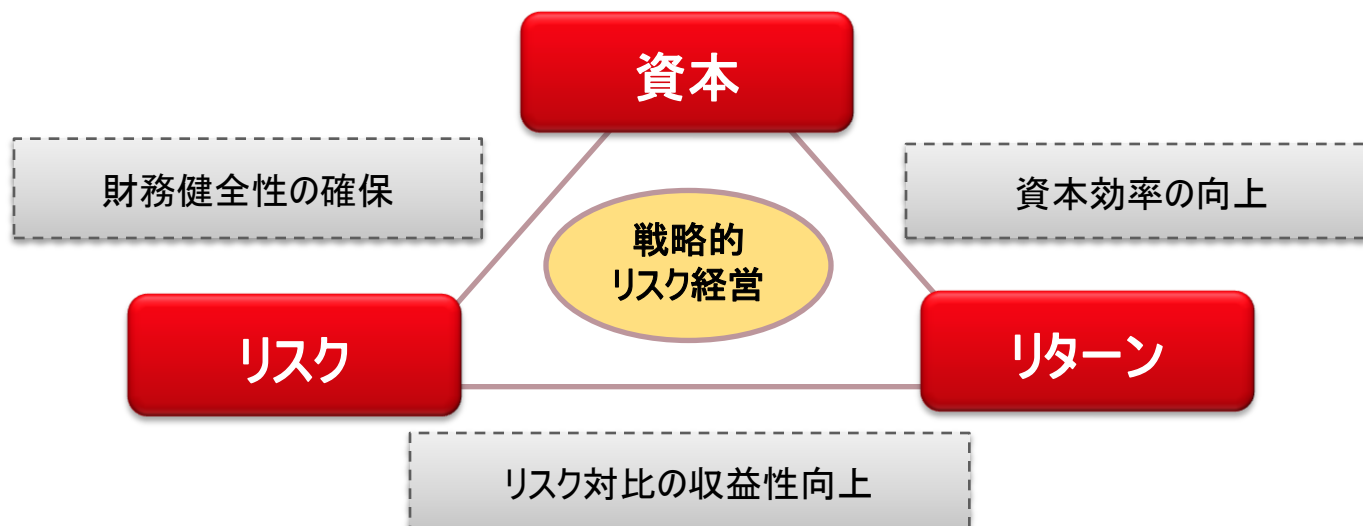 資本
財務健全性の確保
資本効率の向上
戦略的
リスク経営
リスク
リターン
リスク対比の収益性向上